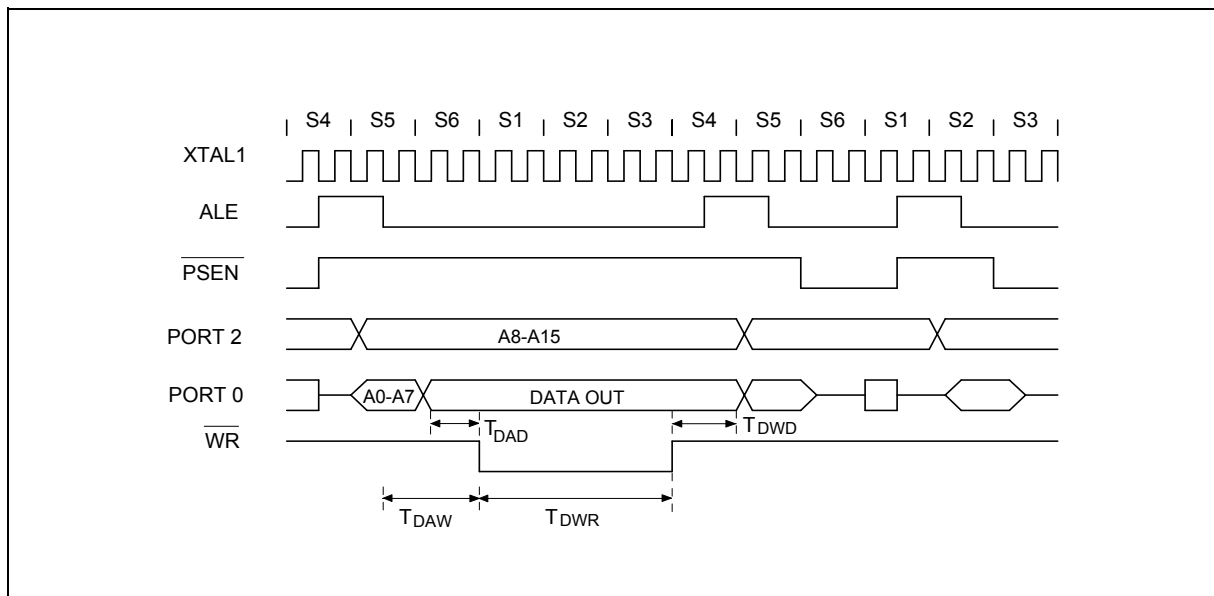 S4 S5 S6 S1 S2 S3 S4 S5 S6 S1 S2 S3
XTAL1
ALE
PSEN
PORT 2 A8-A15
PORT 0 A0-A7 DATA OUT
WR TDAD TDWD
TDAW TDWR